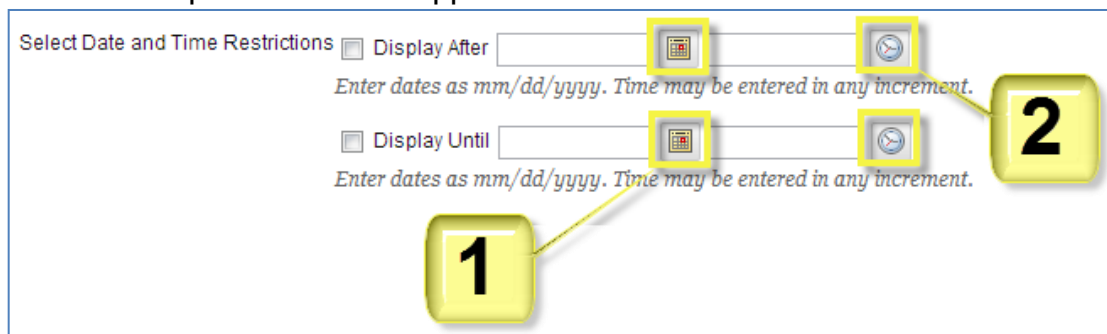 Select Date and Time Restrictions Display After
Enter dates as mm/dd/yyyy. Time may be entered in any increment.
2
Display Until
Enter dates as mm/dd/yyyy. Time may be entered in any increment.
1